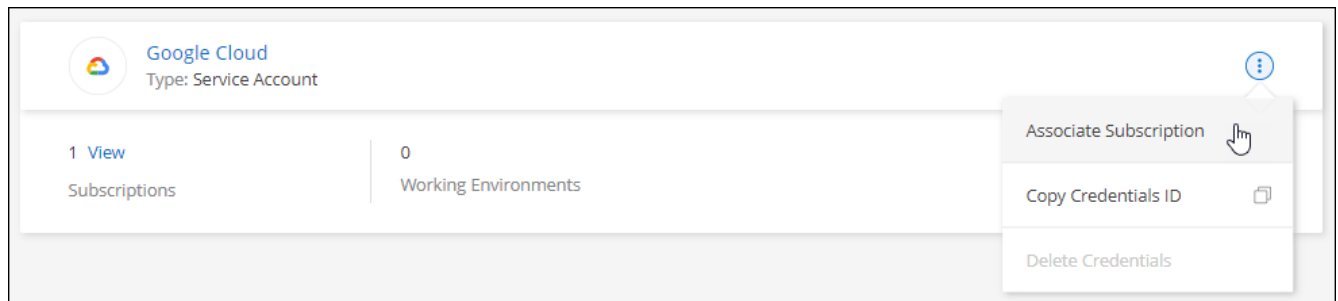 Google Cloud
Type: Service Account
Associate Subscription
1 View
0
Subscriptions
Working Environments
Copy Credentials ID
Delete Credentials